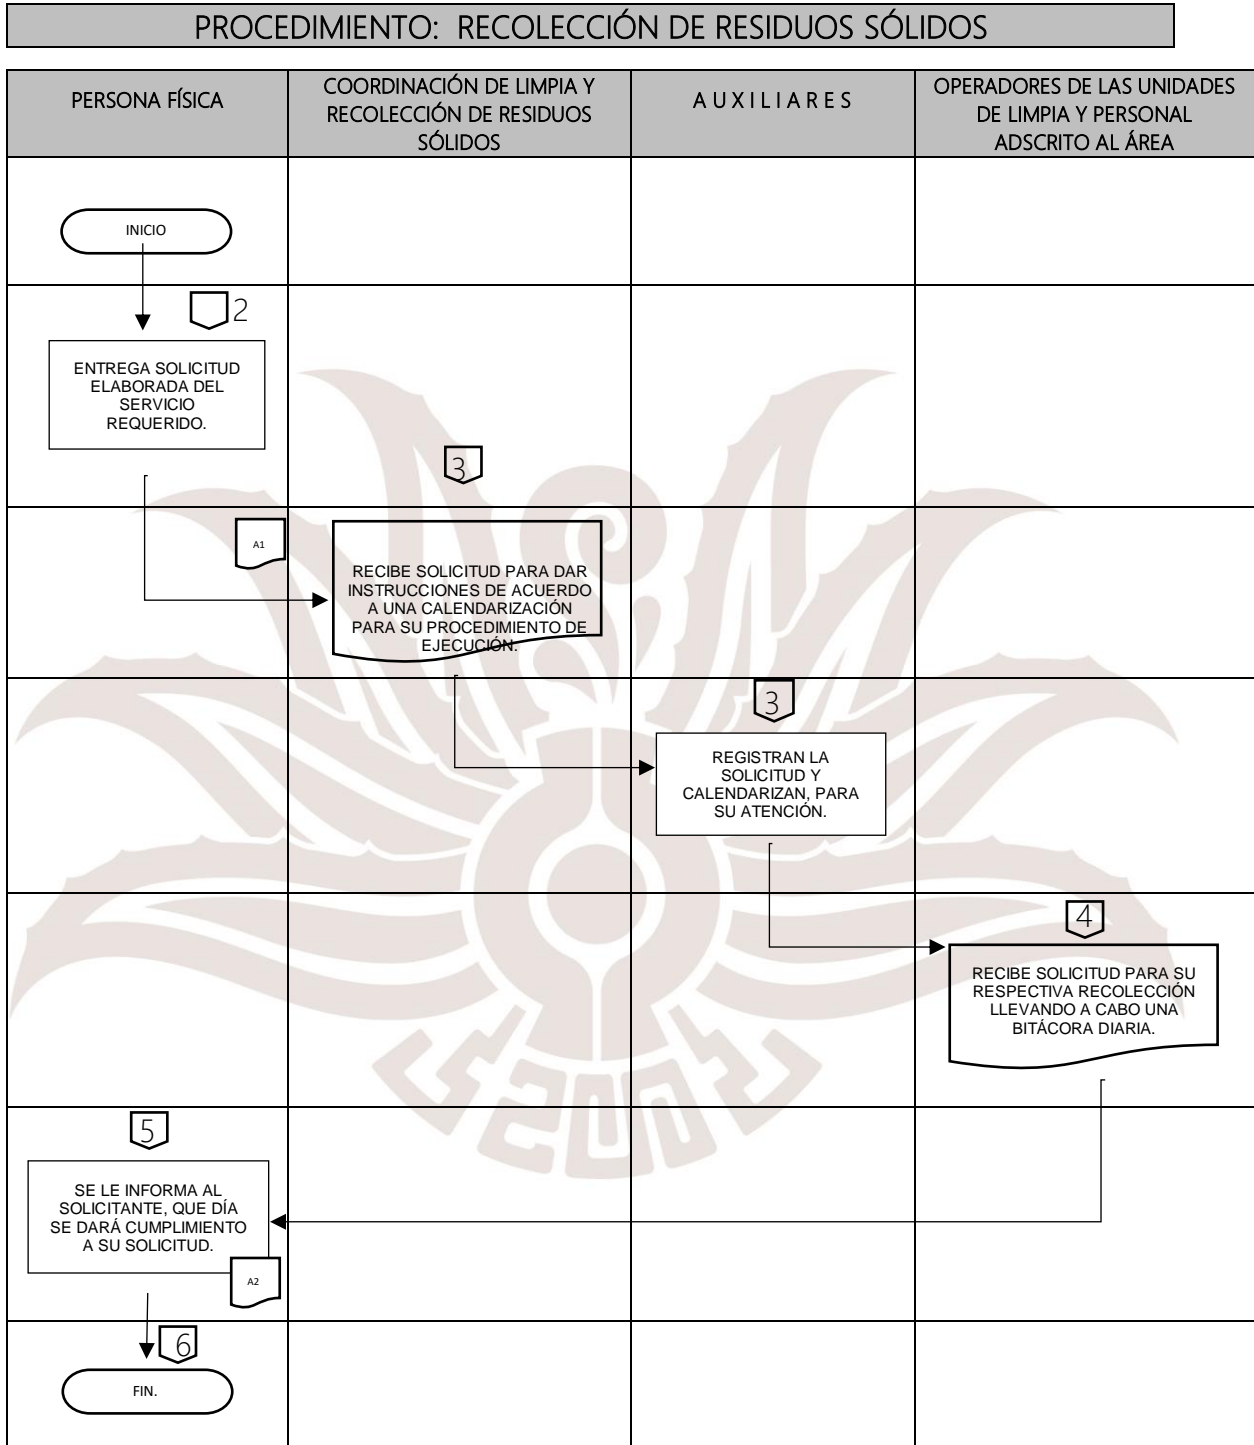 PROCEDIMIENTO: RECOLECCIÓN DE RESIDUOS SÓLIDOS
PERSONA FÍSICA
COORDINACIÓN DE LIMPIA Y
RECOLECCIÓN DE RESIDUOS
SÓLIDOS
A U X I L I A R E S
OPERADORES DE LAS UNIDADES
DE LIMPIA Y PERSONAL
ADSCRITO AL ÁREA
INICIO
2
ENTREGA SOLICITUD
ELABORADA DEL
SERVICIO
REQUERIDO.
3
A1
RECIBE SOLICITUD PARA DAR
INSTRUCCIONES DE ACUERDO
A UNA CALENDARIZACIÓN
PARA SU PROCEDIMIENTO DE
EJECUCIÓN.
3
REGISTRAN LA
SOLICITUD Y
CALENDARIZAN, PARA
SU ATENCIÓN.
4
RECIBE SOLICITUD PARA SU
RESPECTIVA RECOLECCIÓN
LLEVANDO A CABO UNA
BITÁCORA DIARIA.
5
SE LE INFORMA AL
SOLICITANTE, QUE DÍA
SE DARÁ CUMPLIMIENTO
A SU SOLICITUD.
A2
6
FIN.